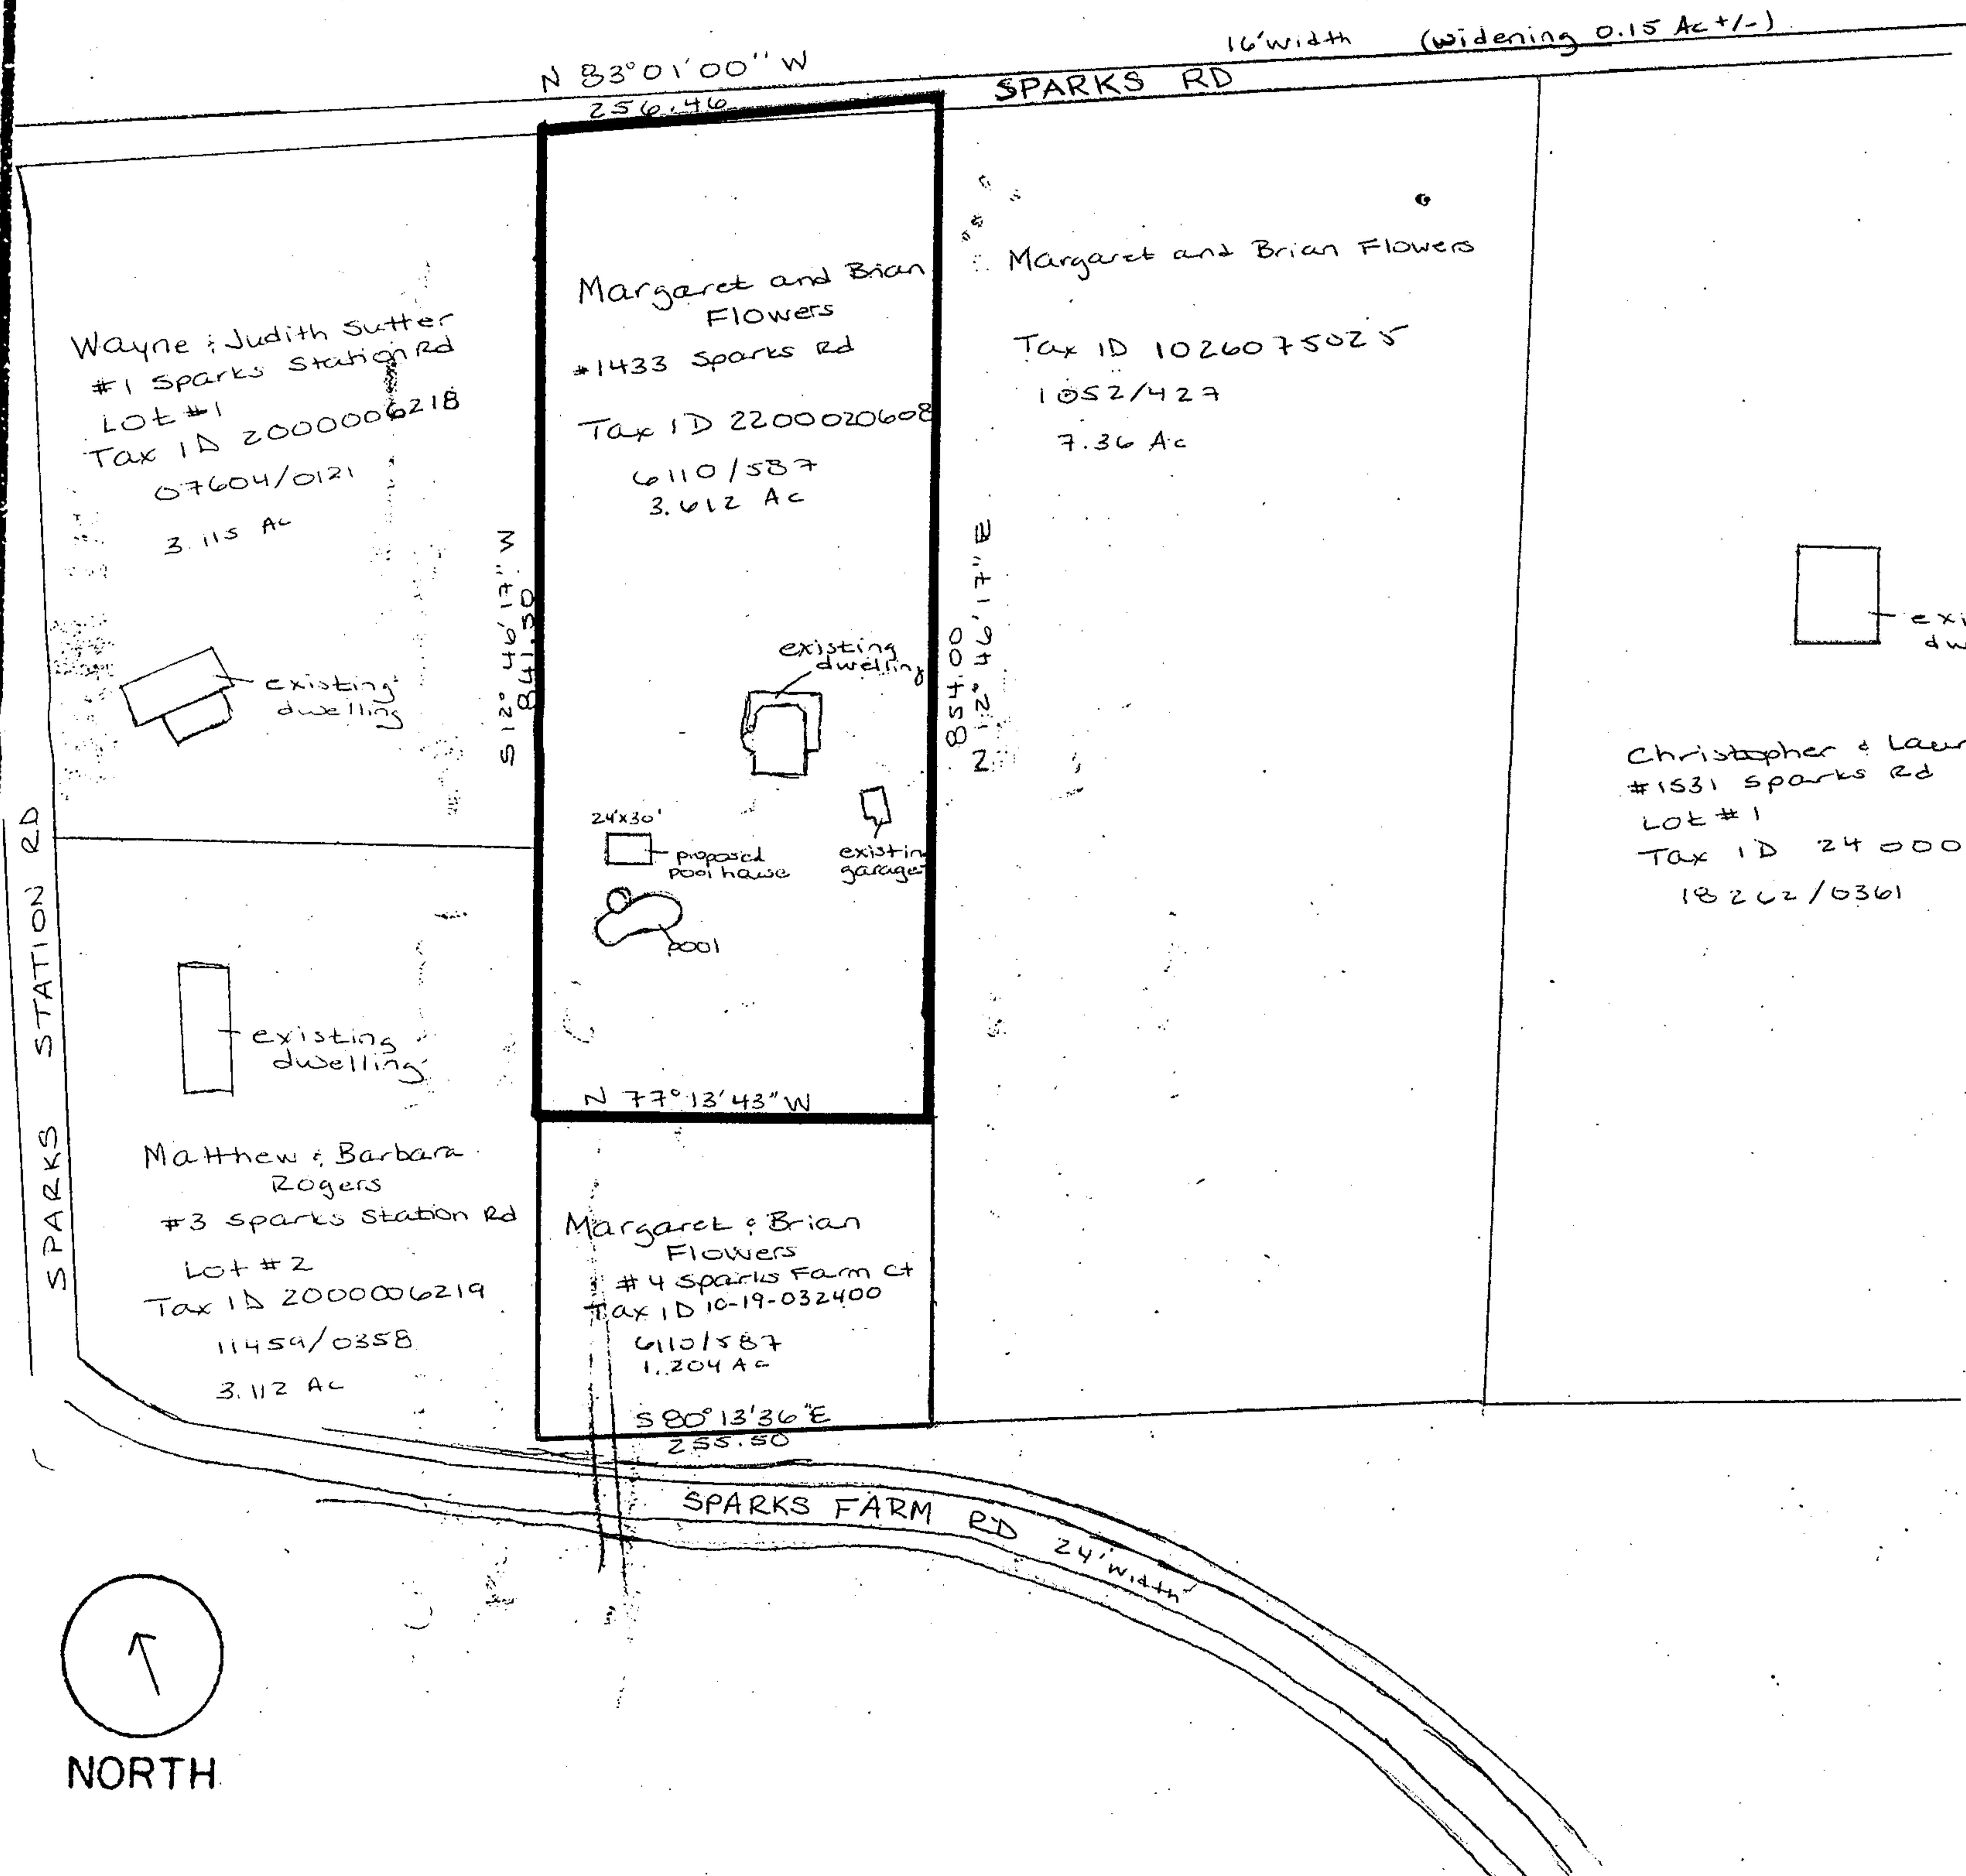 16' width (widening 0.15 Ac +/-)
N 83°01'00" W
256.46
SPARKS RD
Margaret and Brian
Flowers
#1433 Sparks Rd
Tax ID 2200020608
6110/587
3.612 Ac
Margaret and Brian Flowers
Tax ID 1026075025
1052/427
7.36 Ac
Wayne & Judith Sutter
#1 Sparks Station Rd
Lot #1
Tax ID 2000006218
07604/0121
3.115 Ac
S 12° 46' 17" W
841.50
854.00
N 12° 46' 17" E
existing
dwelling
existing
dwelling
24'x30'
proposed
pool house
existin
garage
pool
exi
dw
Christopher &
#1531 Sparks Rd
Lot #1
Tax ID 24000
18262/0361
SPARKS STATION RD
existing
dwelling
N 77° 13' 43" W
Matthew & Barbara
Rogers
#3 Sparks Station Rd
Lot #2
Tax ID 2000006219
11459/0358
3.112 Ac
Margaret & Brian
Flowers
#4 Sparks Farm Ct
Tax ID 10-19-032400
6110/587
1.204 Ac
S 80° 13' 36" E
255.50
SPARKS FARM RD 24' width
NORTH